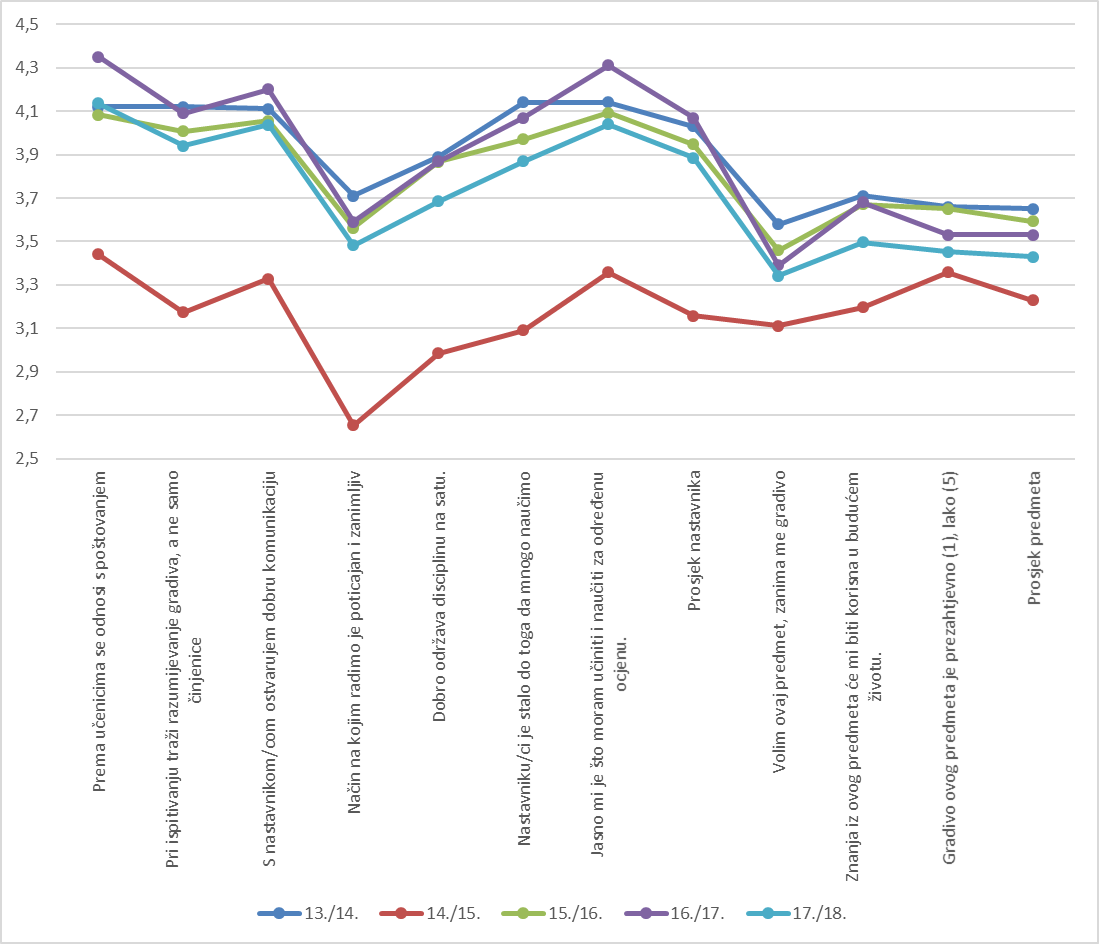 4,5
4,3
4,1
3,9
3,7
3,5
3,3
3,1
2,9
2,7
2,5
Prema učenicima se odnosi s poštovanjem
Pri ispitivanju traži razumijevanje gradiva, a ne samo
činjenice
S nastavnikom/com ostvarujem dobru komunikaciju
Način na kojim radimo je poticajan i zanimljiv
Dobro održava disciplinu na satu.
Nastavniku/ci je stalo do toga da mnogo naučimo
Jasno mi je što moram učiniti i naučiti za određenu
ocjenu.
Prosjek nastavnika
Volim ovaj predmet, zanima me gradivo
Znanja iz ovog predmeta će mi biti korisna u budućem
životu.
Gradivo ovog predmeta je prezahtjevno (1), lako (5)
Prosjek predmeta
13./14. 14./15. 15./16. 16./17. 17./18.